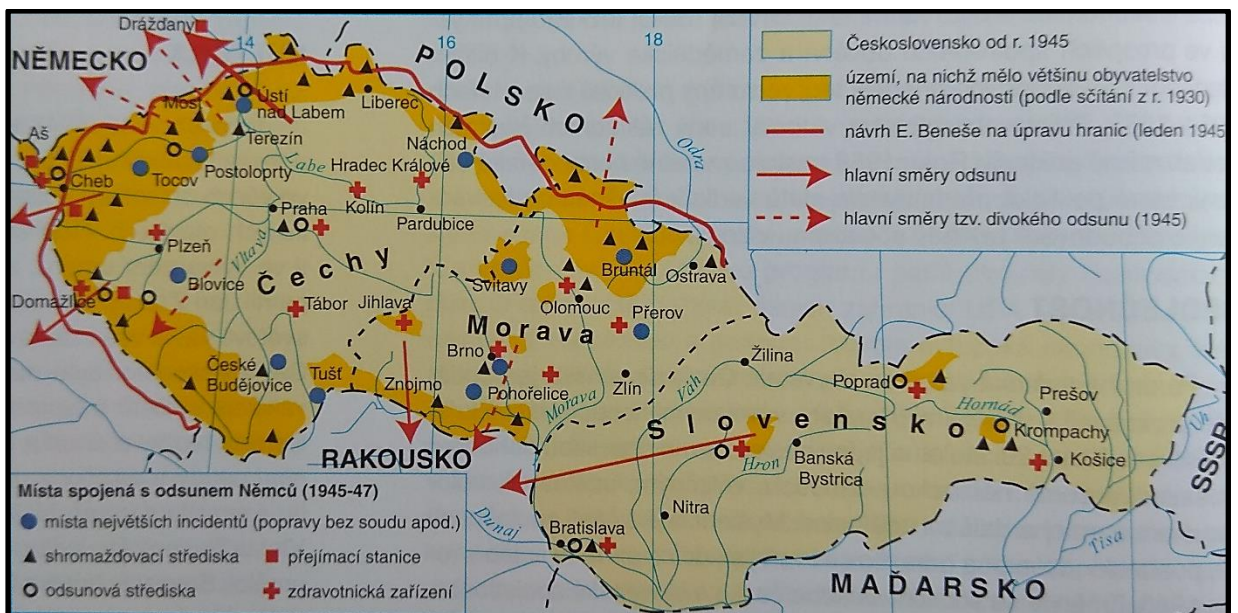 Drážďany
14
16
18
NĚMECKO
POLSKO
Most
Ústí
nad Labem
Liberec
Aš
Terezín
Náchod
Odra
Labe
Hradec Králové
Cheb
Tocov
Postoloprty
Kolín
Praha
Pardubice
Plzeň
Vltava
Čechy
Blovice
Svitavy
Bruntál
Ostrava
Domažlice
Tábor
Jihlava
Olomouc
Přerov
Morava
Brno
České
Budějovice
Tušť
Znojmo
Pohořelice
Zlín
Morava
Žilina
Váh
Poprad
Prešov
Hornád
Slovensko
Krompachy
Košice
Úh
SSSR
RAKOUSKO
Hron
Banská
Bystrica
Nitra
Dunaj
Bratislava
Tisa
MAĎARSKO
Československo od r. 1945
území, na nichž mělo většinu obyvatelstvo
německé národnosti (podle sčítání z r. 1930)
návrh E. Beneše na úpravu hranic (leden 1945
hlavní směry odsunu
hlavní směry tzv. divokého odsunu (1945)
Místa spojená s odsunem Němců (1945-47)
místa největších incidentů (popravy bez soudu apod.)
shromažďovací střediska
přejímací stanice
odsunová střediska
zdravotnická zařízení